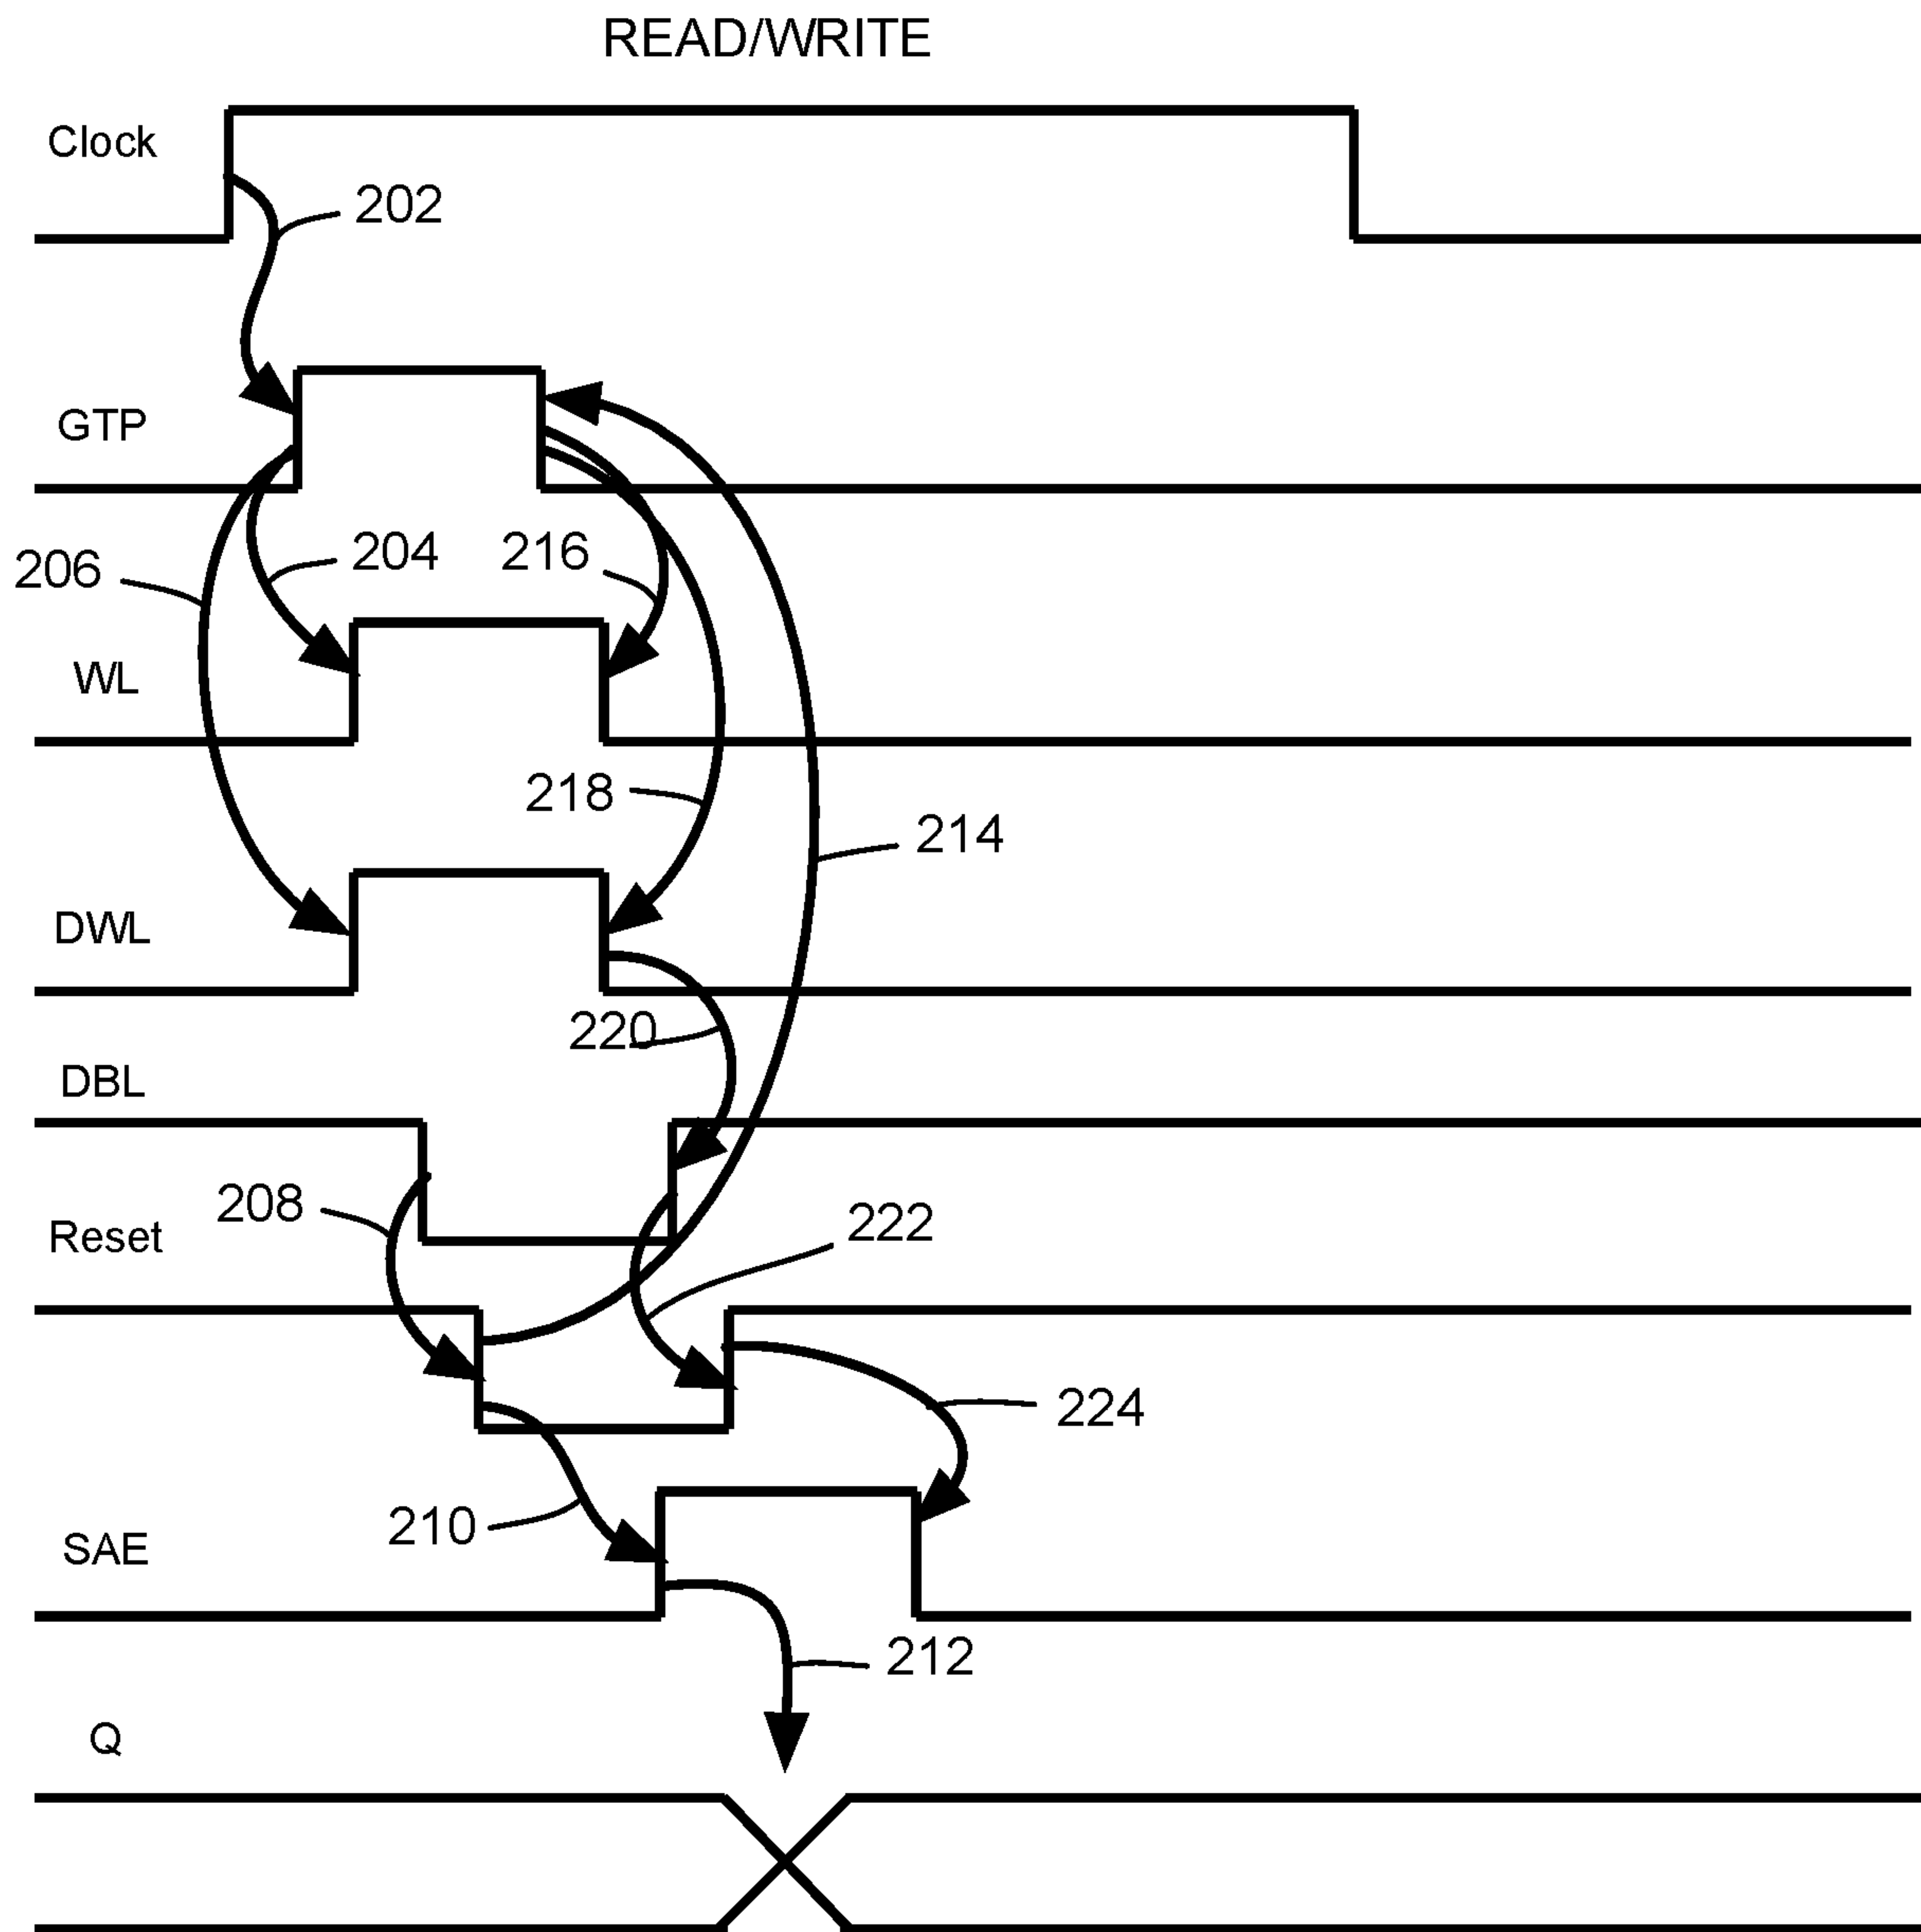 READ/WRITE
Clock
202
GTP
206
204
216
WL
218
214
DWL
220
DBL
208
222
Reset
224
210
SAE
212
Q